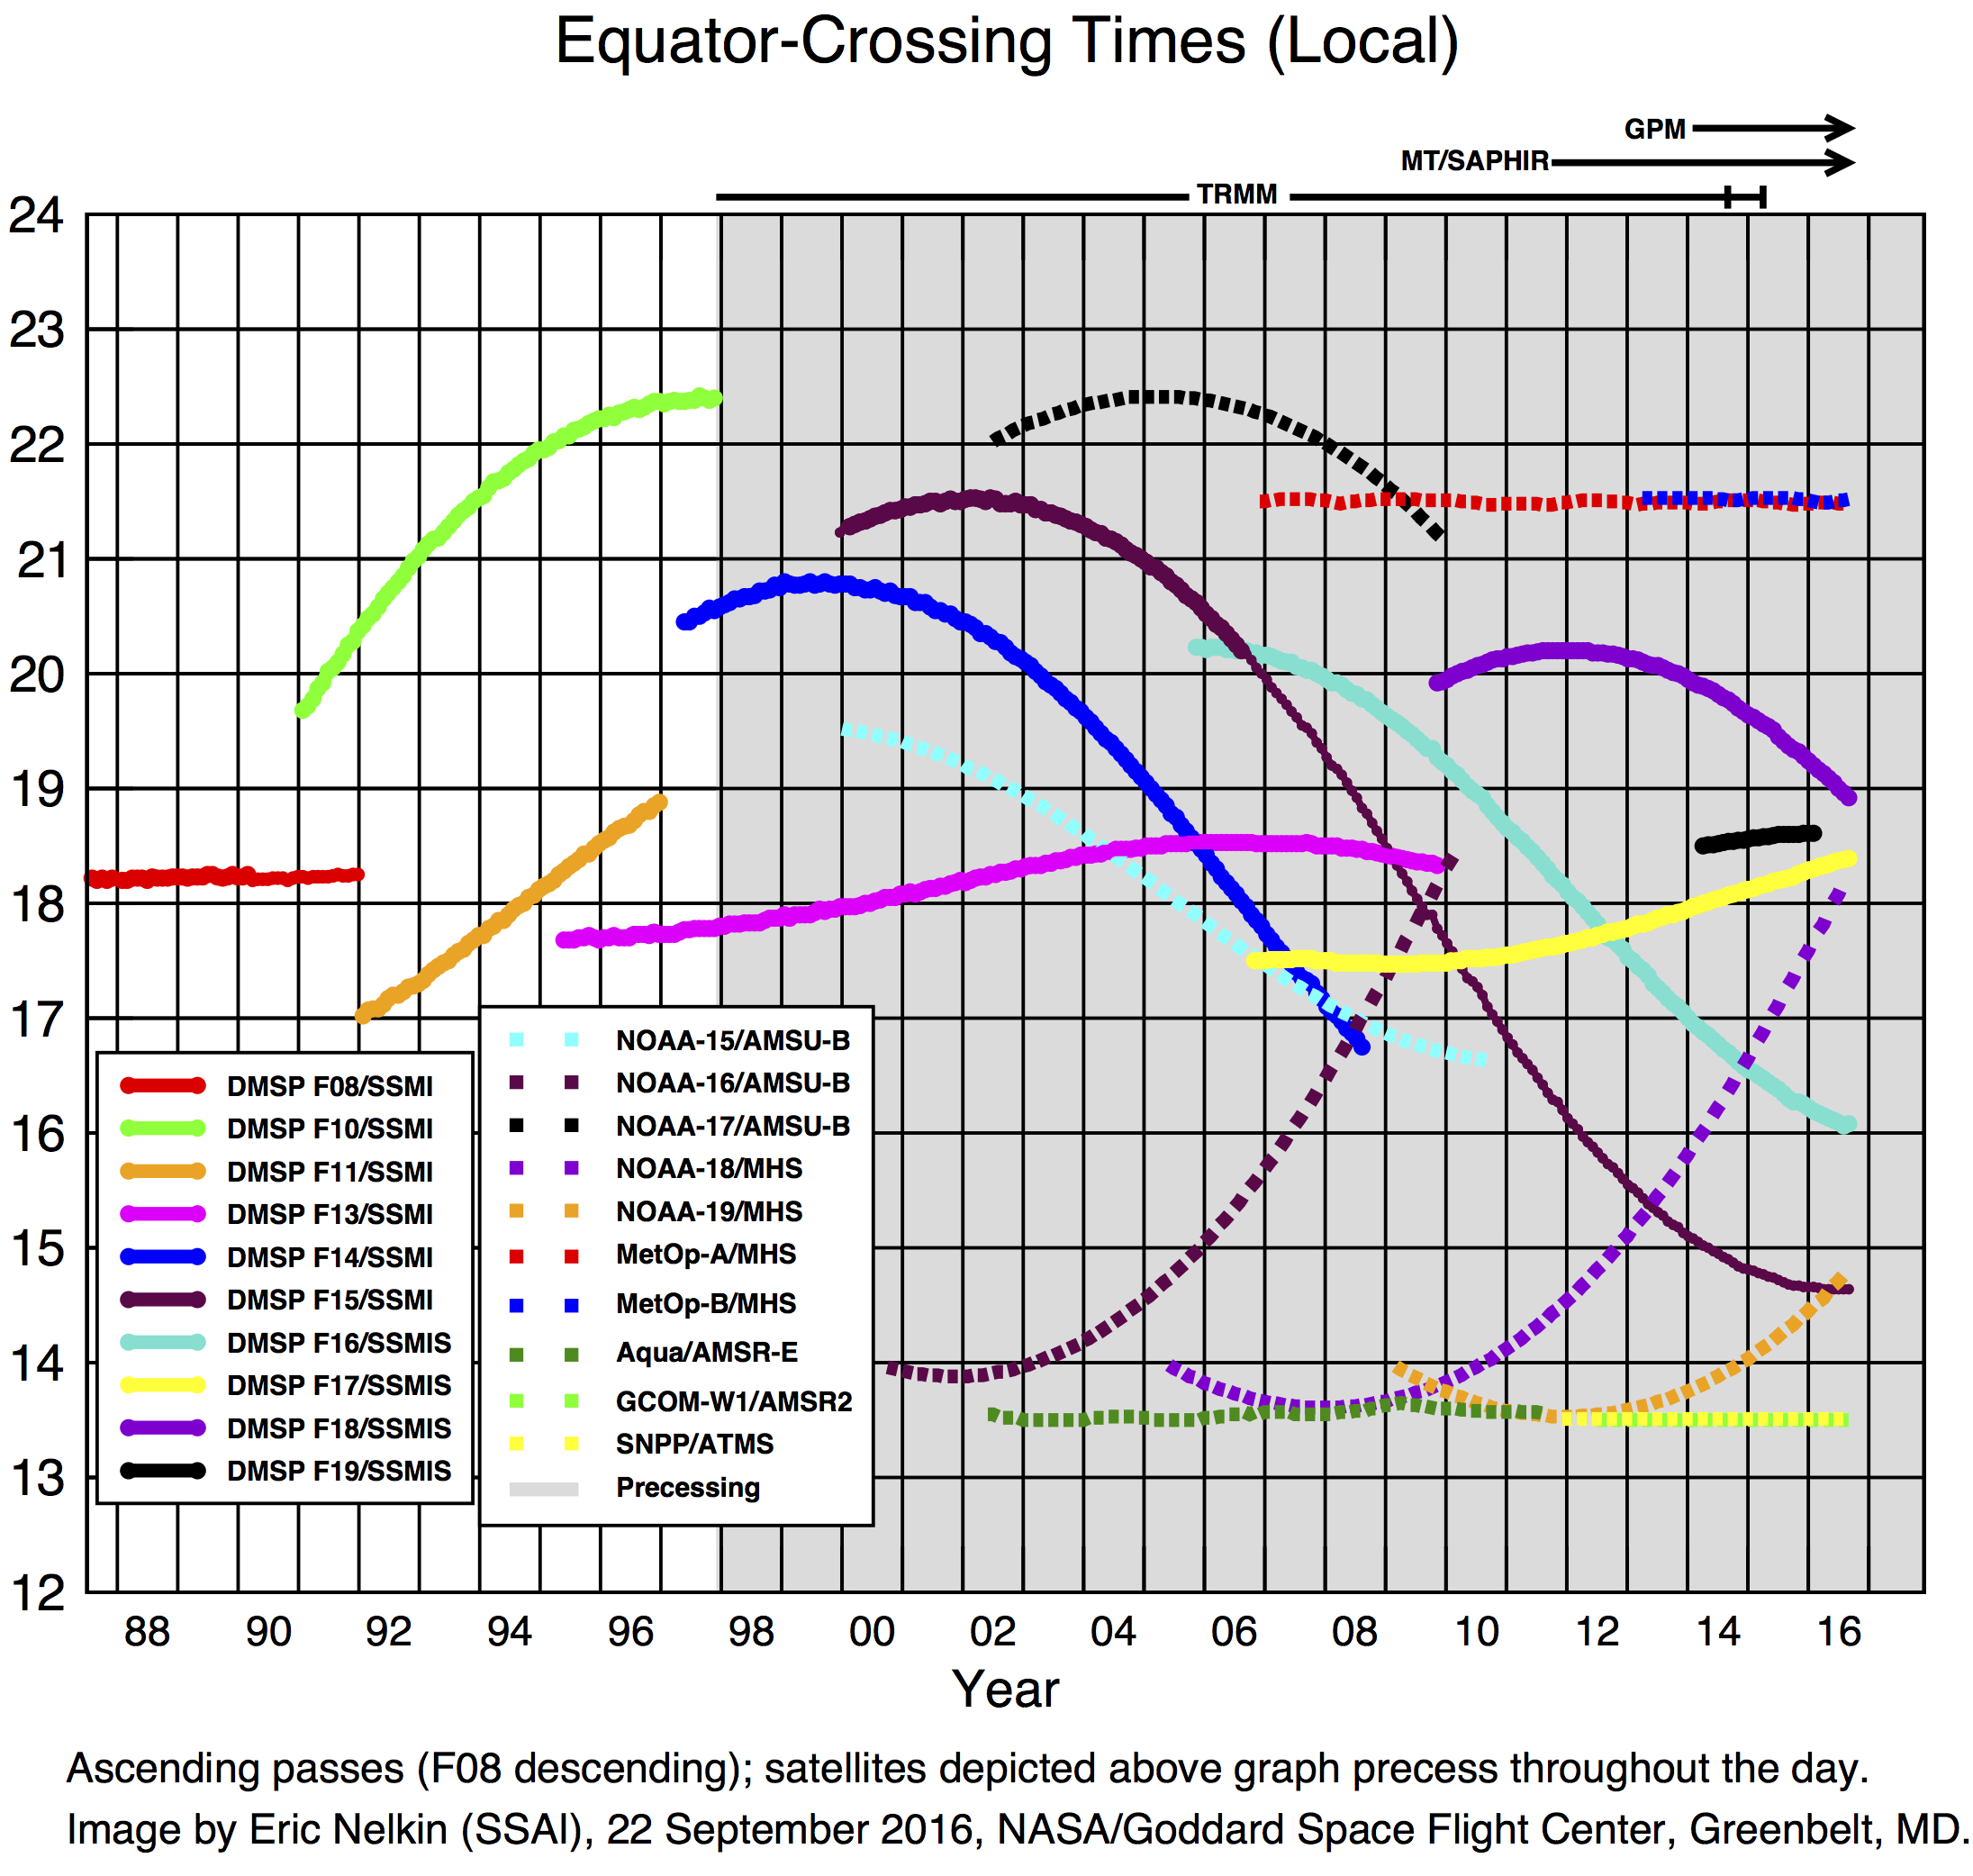 Equator-Crossing Times (Local)
GPM
MT/SAPHIR
TRMM
24
23
22
21
20
19
18
17
16
15
14
13
12
DMSP F08/SSMI
DMSP F10/SSMI
DMSP F11/SSMI
DMSP F13/SSMI
DMSP F14/SSMI
DMSP F15/SSMI
DMSP F16/SSMIS
DMSP F17/SSMIS
DMSP F18/SSMIS
DMSP F19/SSMIS
NOAA-15/AMSU-B
NOAA-16/AMSU-B
NOAA-17/AMSU-B
NOAA-18/MHS
NOAA-19/MHS
MetOp-A/MHS
MetOp-B/MHS
Aqua/AMSR-E
GCOM-W1/AMSR2
SNPP/ATMS
Precessing
88 90 92 94 96 98 00 02 04 06 08 10 12 14 16
Year
Ascending passes (F08 descending); satellites depicted above graph precess throughout the day.
Image by Eric Nelkin (SSAI), 22 September 2016, NASA/Goddard Space Flight Center, Greenbelt, MD.